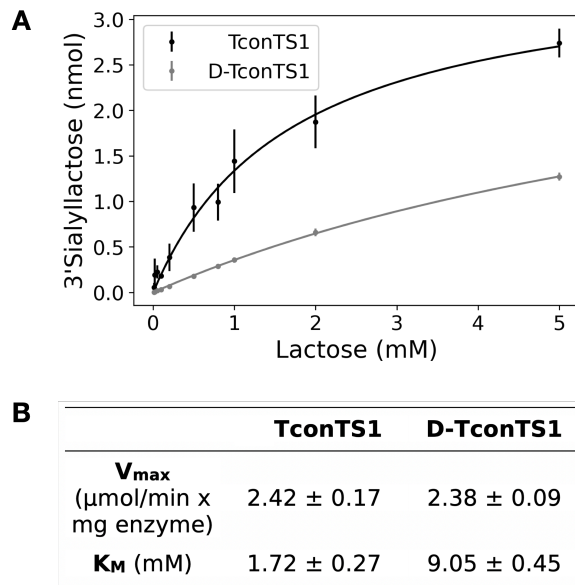 A
3'Sialyllactose (nmol)
3.0
2.5
2.0
1.5
1.0
0.5
0.0
TconTS1
D-TconTS1
0 1 2 3 4 5
Lactose (mM)
B
TconTS1 D-TconTS1
Vmax
(μmol/min x
mg enzyme)
2.42 ± 0.17 2.38 ± 0.09
KM (mM) 1.72 ± 0.27 9.05 ± 0.45